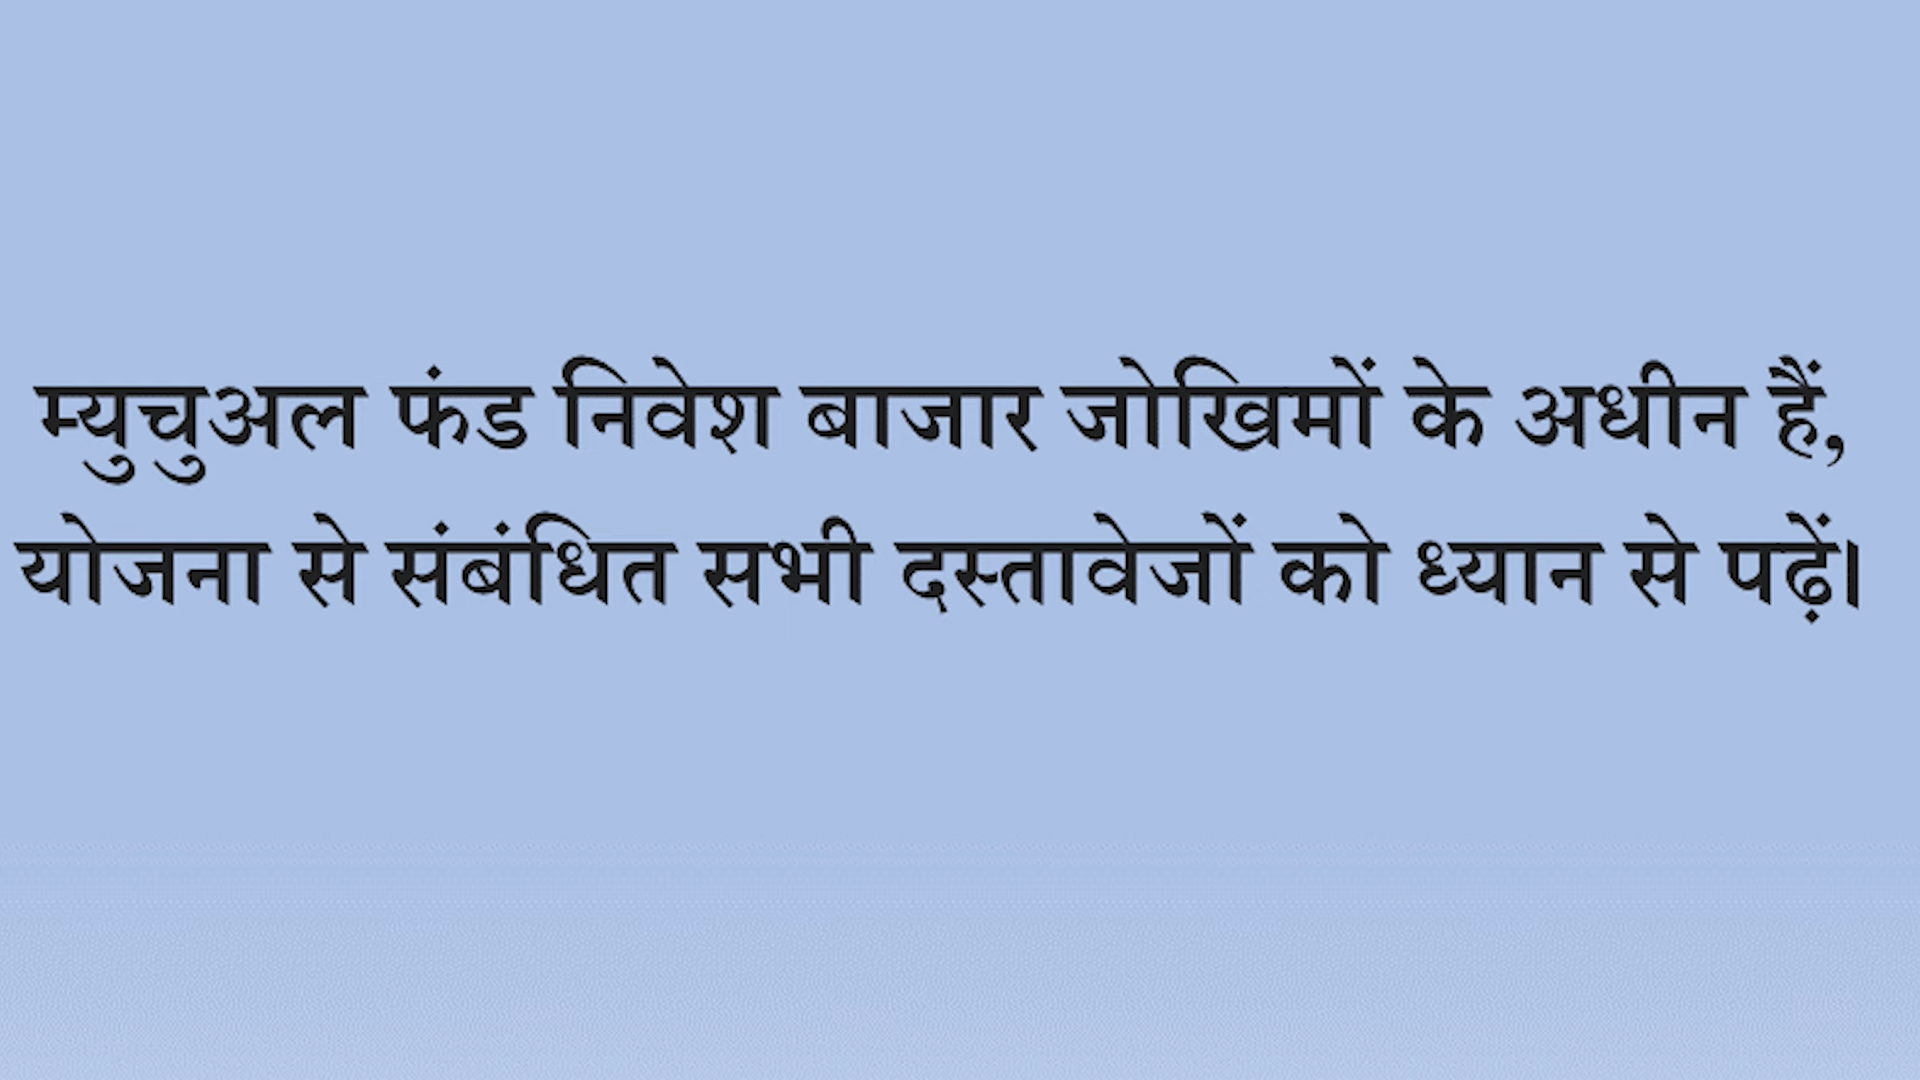 म्युचुअल फंड निवेश बाजार जोखिमों के अधीन हैं,
योजना से संबंधित सभी दस्तावेजों को ध्यान से पढ़ें।